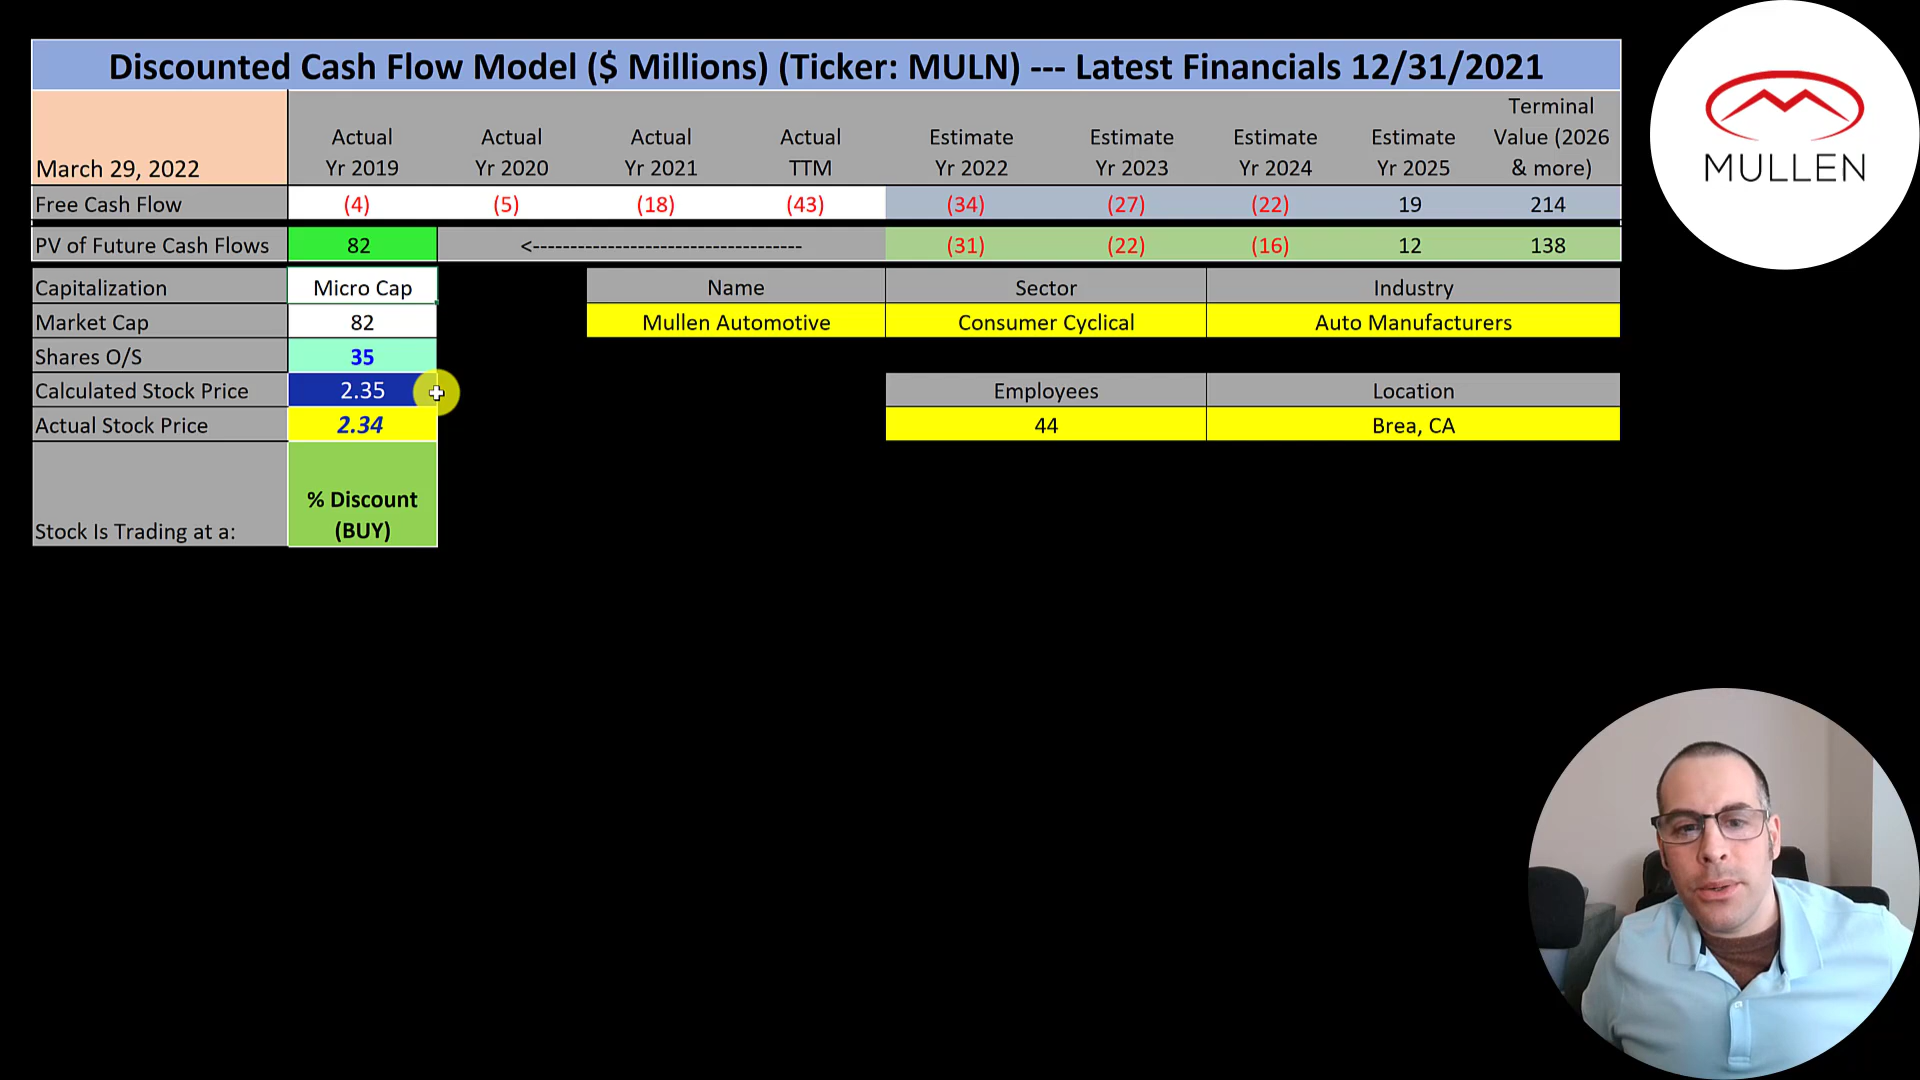 Discounted Cash Flow Model ($ Millions) (Ticker: MULN) --- Latest Financials 12/31/2021
MULLEN
March 29, 2022 Actual Yr 2019 Actual Yr 2020 Actual Yr 2021 Actual TTM Estimate Yr 2022 Estimate Yr 2023 Estimate Yr 2024 Estimate Yr 2025 Terminal Value (2026 & more)
Free Cash Flow (4) (5) (18) (43) (34) (27) (22) 19 214
PV of Future Cash Flows 82 <------------------------------------ (31) (22) (16) 12 138
Capitalization Micro Cap Name Sector Industry
Market Cap 82 Mullen Automotive Consumer Cyclical Auto Manufacturers
Shares O/S 35
Calculated Stock Price 2.35 Employees Location
Actual Stock Price 2.34 44 Brea, CA
Stock Is Trading at a: % Discount (BUY)